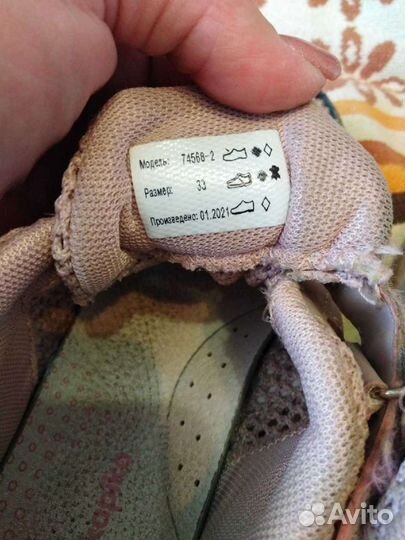 Модель: 74568-2
Размер: 33
Произведено: 01.2021
Avito